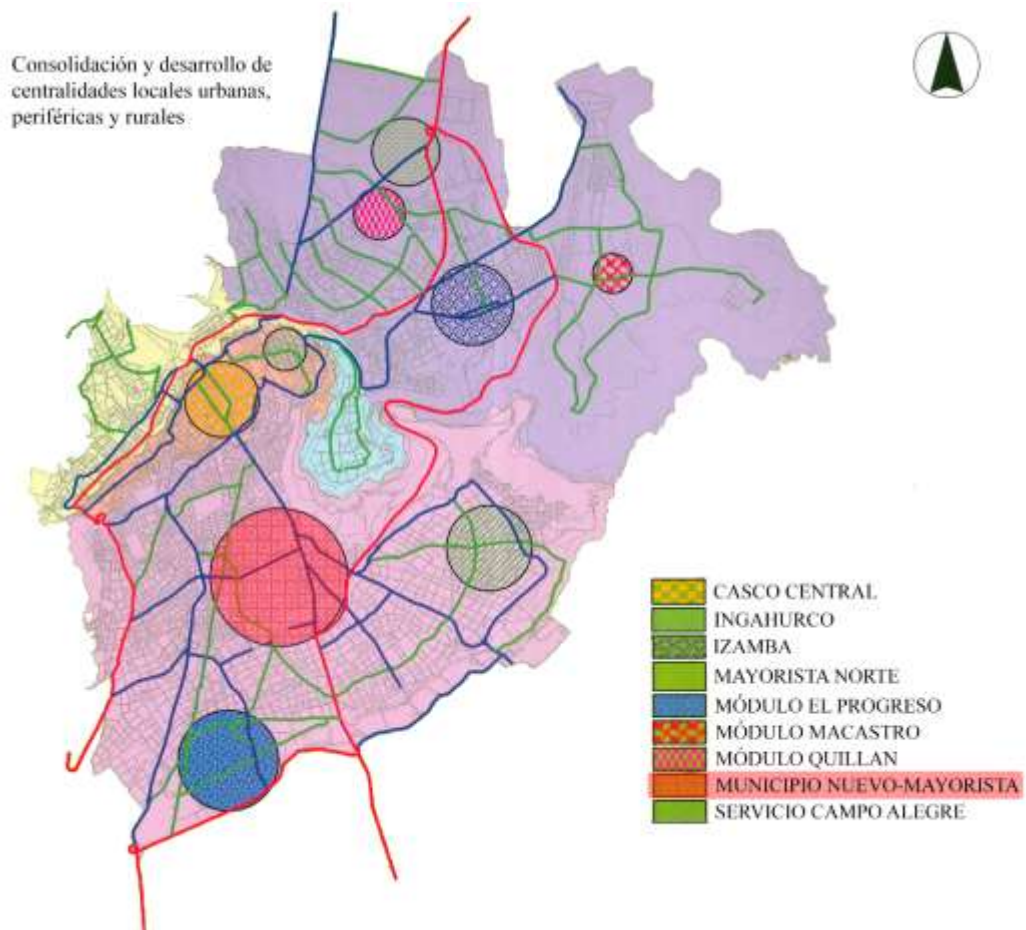 Consolidación y desarrollo de
centralidades locales urbanas,
periféricas y rurales
CASCO CENTRAL
INGAHURCO
IZAMBA
MAYORISTA NORTE
MÓDULO EL PROGRESO
MÓDULO MACASTRO
MÓDULO QUILLAN
MUNICIPIO NUEVO-MAYORISTA
SERVICIO CAMPO ALEGRE